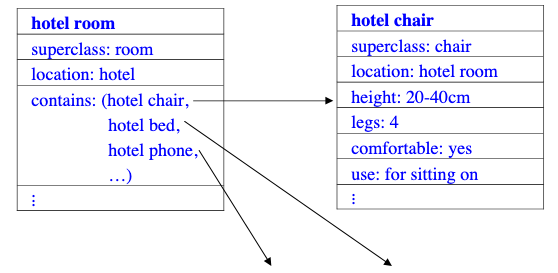 hotel room
superclass: room
location: hotel
contains: (hotel chair,
hotel bed,
hotel phone,
…)
⋮
hotel chair
superclass: chair
location: hotel room
height: 20-40cm
legs: 4
comfortable: yes
use: for sitting on
⋮